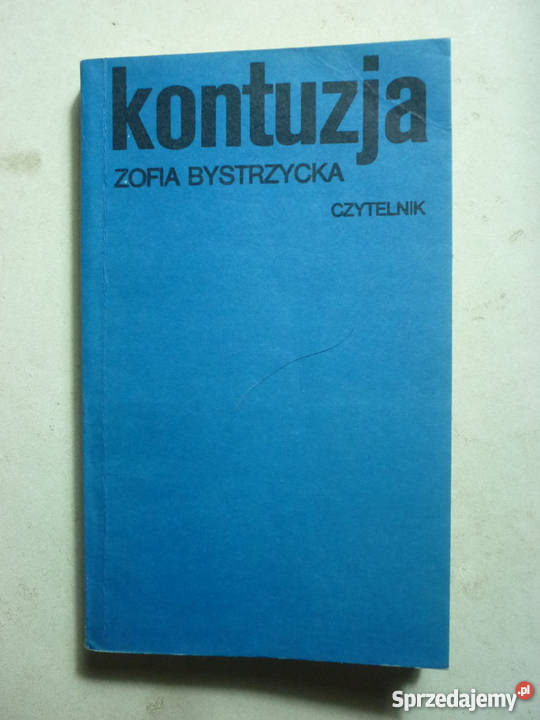 kontuzja
ZOFIA BYSTRZYCKA
CZYTELNIK
Sprzedajemy.pl